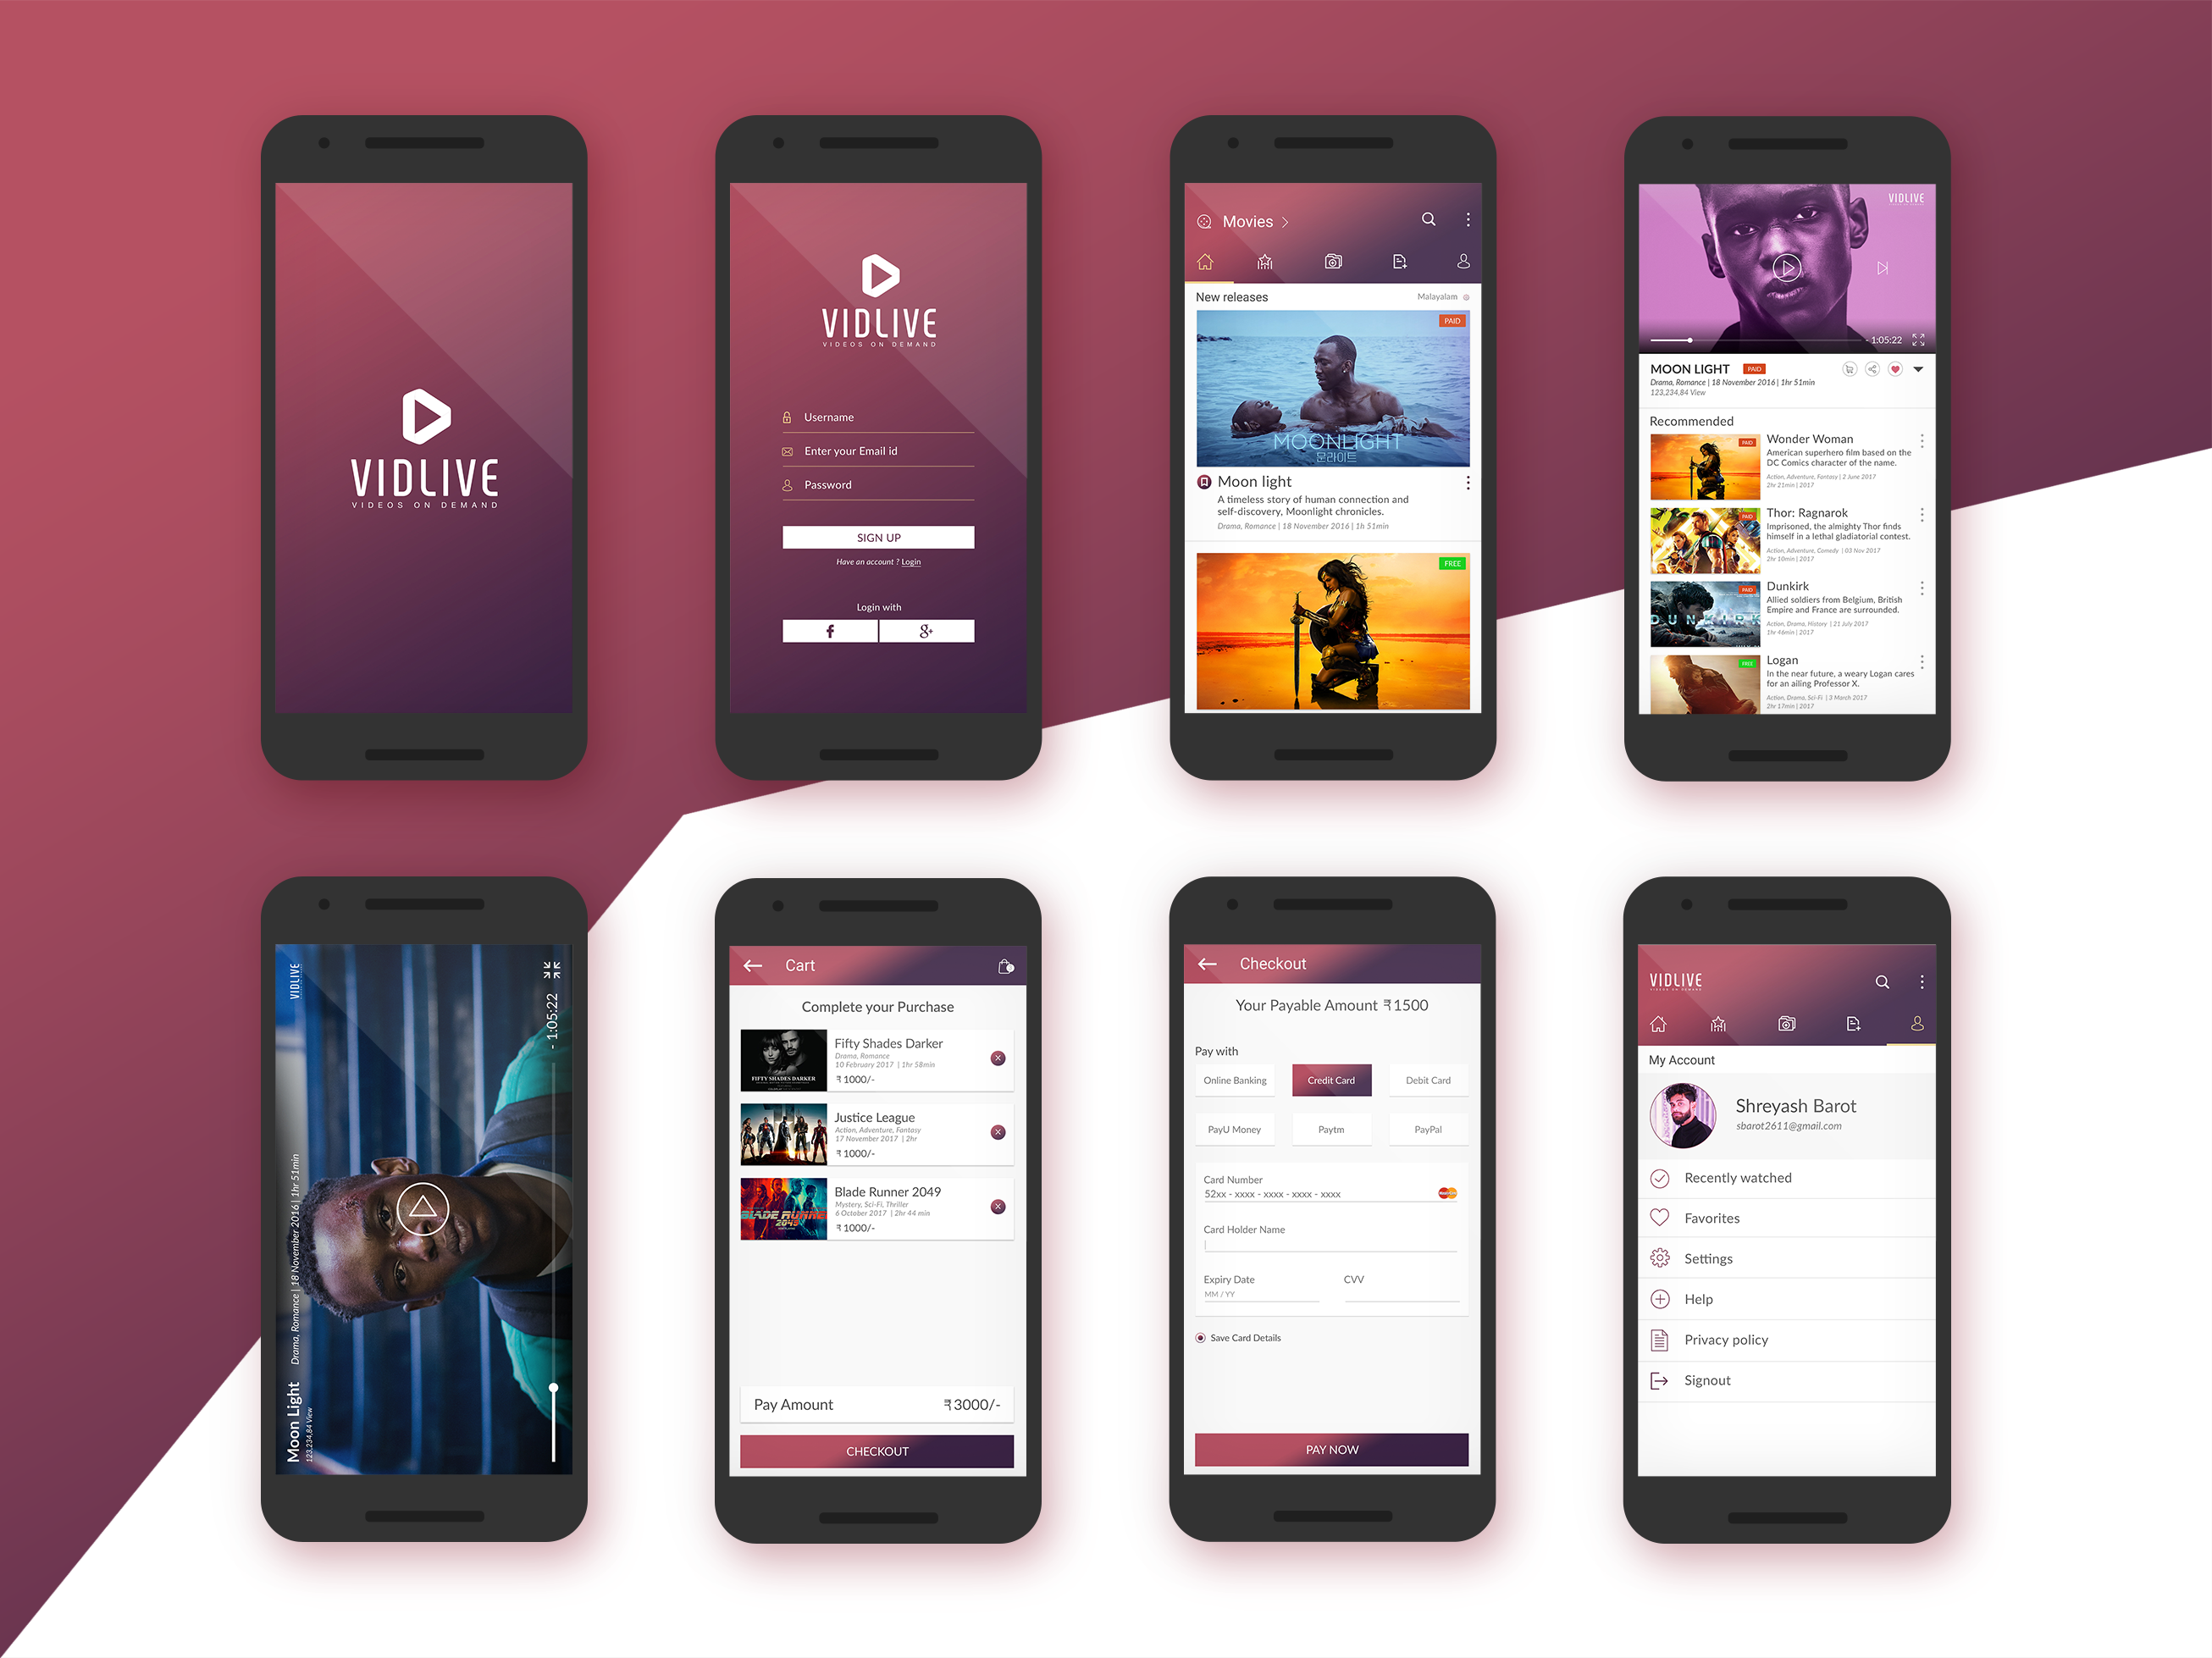 VIDLIVE
VIDEOS ON DEMAND
VIDLIVE
VIDEOS ON DEMAND
Username
Enter your Email id
Password
SIGN UP
Have an account ? Login
Login with
f
g+
Movies
New releases
Malayalam
PAID
MOONLIGHT
문라이트
Moon light
A timeless story of human connection and
self-discovery, Moonlight chronicles.
Drama, Romance | 18 November 2016 | 1h 51min
FREE
VIDLIVE
- 1:05:22
MOON LIGHT
PAID
Drama, Romance | 18 November 2016 | 1hr 51min
123,234,84 View
Recommended
PAID
Wonder Woman
American superhero film based on the
DC Comics character of the name.
Action, Adventure, Fantasy | 2 June 2017
2hr 21min | 2017
PAID
Thor: Ragnarok
Imprisoned, the almighty Thor finds
himself in a lethal gladiatorial contest.
Action, Adventure, Comedy | 03 Nov 2017
2hr 10min | 2017
PAID
DUNKIRK
Dunkirk
Allied soldiers from Belgium, British
Empire and France are surrounded.
Action, Drama, History | 21 July 2017
1hr 46min | 2017
FREE
Logan
In the near future, a weary Logan cares
for an ailing Professor X.
Action, Drama, Sci-Fi | 3 March 2017
2hr 17min | 2017
VIDLIVE
- 1:05:22
Moon Light
Drama, Romance | 18 November 2016 | 1hr 51min
123,234,84 View
Cart
Complete your Purchase
FIFTY SHADES DARKER
Fifty Shades Darker
Drama, Romance
10 February 2017 | 1hr 58min
₹ 1000/-
Justice League
Action, Adventure, Fantasy
17 November 2017 | 2hr
₹ 1000/-
BLADE RUNNER
2049
Blade Runner 2049
Mystery, Sci-Fi, Thriller
6 October 2017 | 2hr 44 min
₹ 1000/-
Pay Amount
₹ 3000/-
CHECKOUT
Checkout
Your Payable Amount ₹ 1500
Pay with
Online Banking
Credit Card
Debit Card
PayU Money
Paytm
PayPal
Card Number
52xx - xxxx - xxxx - xxxx - xxxx
Card Holder Name
Expiry Date
CVV
MM / YY
Save Card Details
PAY NOW
VIDLIVE
VIDEOS ON DEMAND
My Account
Shreyash Barot
sbarot2611@gmail.com
Recently watched
Favorites
Settings
Help
Privacy policy
Signout